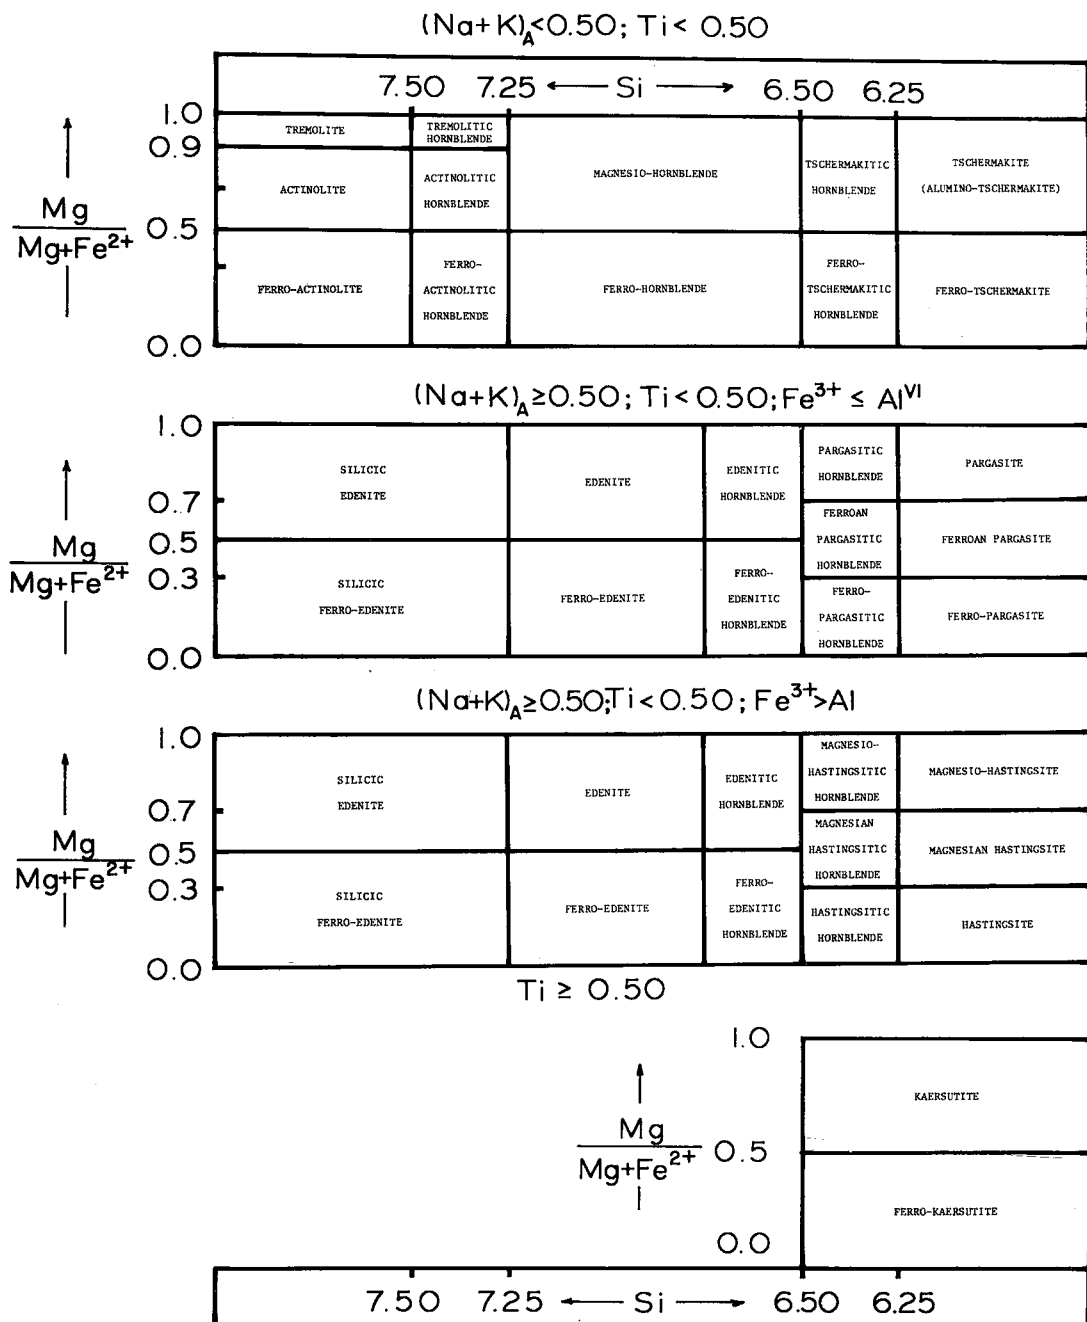 (Na+K)A<0.50; Ti< 0.50
7.50 7.25 ← Si → 6.50 6.25
1.0
0.9
0.5
0.0
Mg
Mg+Fe2+
TREMOLITE
TREMOLITIC
HORNBLENDE
ACTINOLITE
ACTINOLITIC
HORNBLENDE
MAGNESIO-HORNBLENDE
TSCHERMAKITIC
HORNBLENDE
TSCHERMAKITE
(ALUMINO-TSCHERMAKITE)
FERRO-ACTINOLITE
FERRO-
ACTINOLITIC
HORNBLENDE
FERRO-HORNBLENDE
FERRO-
TSCHERMAKITIC
HORNBLENDE
FERRO-TSCHERMAKITE
(Na+K)A≥0.50; Ti<0.50; Fe3+ ≤ AlVI
1.0
0.7
0.5
0.3
0.0
Mg
Mg+Fe2+
SILICIC
EDENITE
EDENITE
EDENITIC
HORNBLENDE
PARGASITIC
HORNBLENDE
PARGASITE
FERROAN
PARGASITIC
HORNBLENDE
FERROAN PARGASITE
SILICIC
FERRO-EDENITE
FERRO-EDENITE
FERRO-
EDENITIC
HORNBLENDE
FERRO-
PARGASITIC
HORNBLENDE
FERRO-PARGASITE
(Na+K)A≥0.50;Ti<0.50; Fe3+>Al
1.0
0.7
0.5
0.3
0.0
Mg
Mg+Fe2+
SILICIC
EDENITE
EDENITE
EDENITIC
HORNBLENDE
MAGNESIO-
HASTINGSITIC
HORNBLENDE
MAGNESIO-HASTINGSITE
MAGNESIAN
HASTINGSITIC
HORNBLENDE
MAGNESIAN HASTINGSITE
SILICIC
FERRO-EDENITE
FERRO-EDENITE
FERRO-
EDENITIC
HORNBLENDE
HASTINGSITIC
HORNBLENDE
HASTINGSITE
Ti ≥ 0.50
1.0
0.5
0.0
Mg
Mg+Fe2+
KAERSUTITE
FERRO-KAERSUTITE
7.50 7.25 ← Si → 6.50 6.25